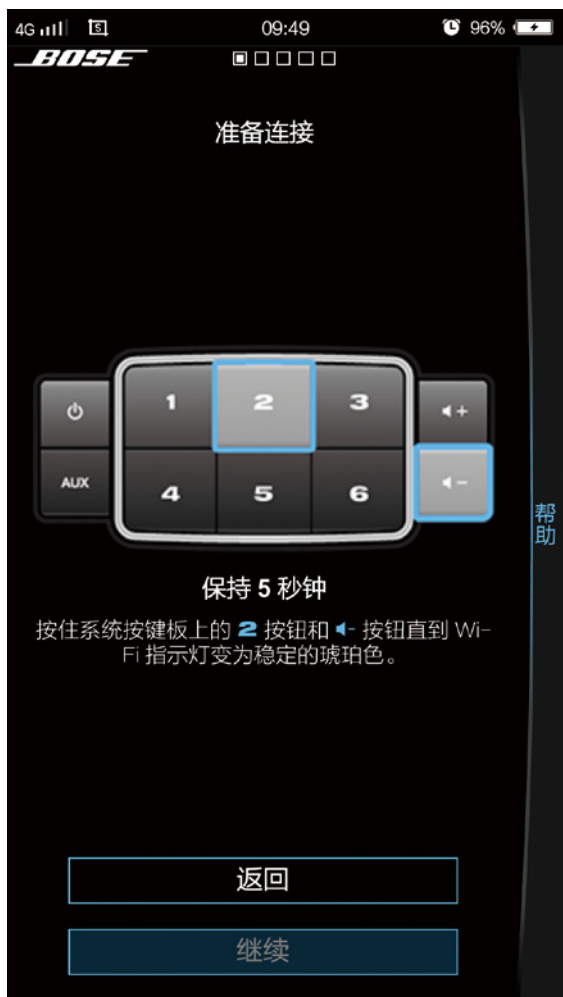 4G 09:49 96%
BOSE
准备连接
1 2 3
AUX 4 5 6
保持 5 秒钟
按住系统按键板上的 2 按钮和 - 按钮直到 Wi-
Fi 指示灯变为稳定的琥珀色。
帮助
返回
继续